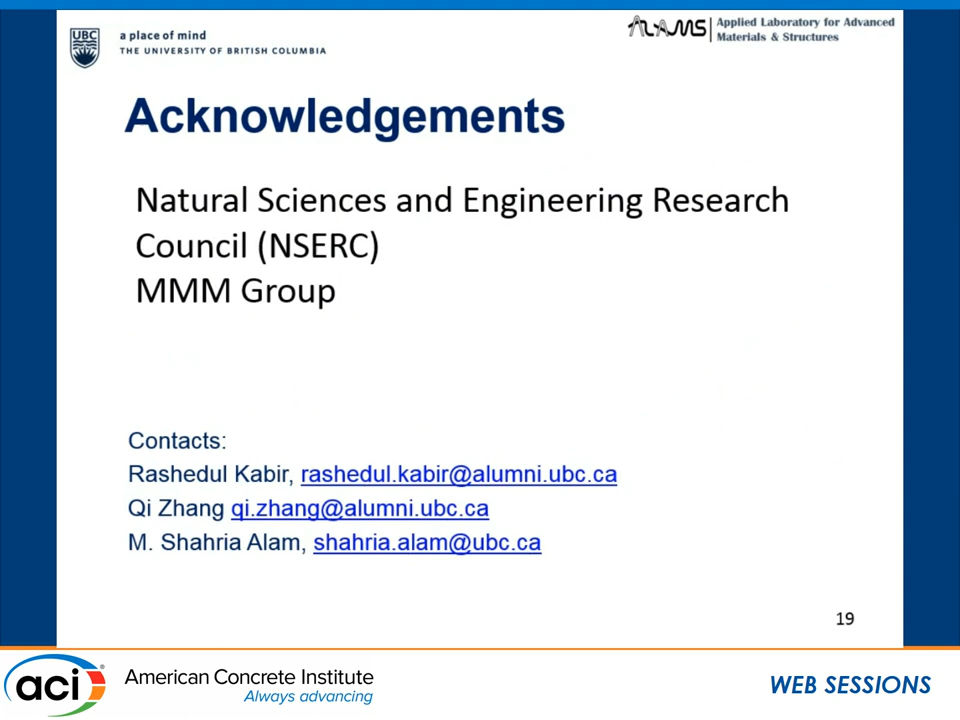 UBC
a place of mind
THE UNIVERSITY OF BRITISH COLUMBIA
ALAMS
Applied Laboratory for Advanced
Materials & Structures
Acknowledgements
Natural Sciences and Engineering Research
Council (NSERC)
MMM Group
Contacts:
Rashedul Kabir, rashedul.kabir@alumni.ubc.ca
Qi Zhang qi.zhang@alumni.ubc.ca
M. Shahria Alam, shahria.alam@ubc.ca
19
aci
American Concrete Institute
Always advancing
WEB SESSIONS